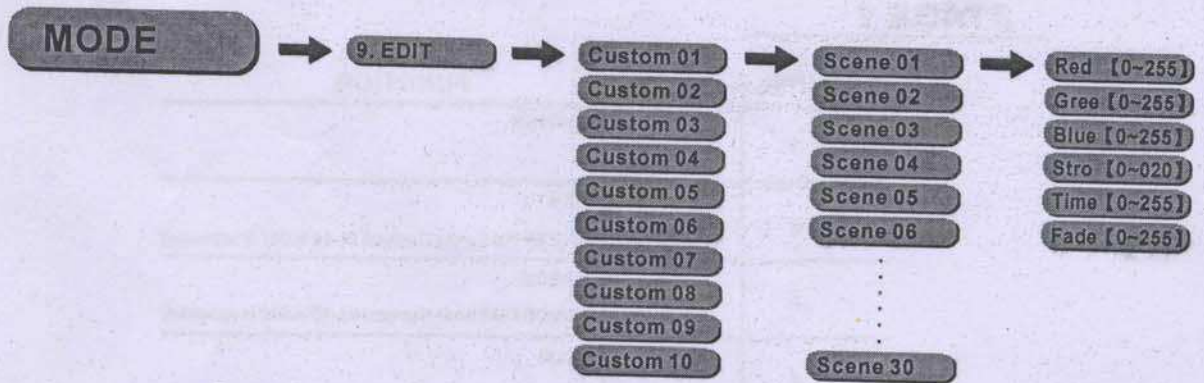 MODE
9. EDIT
Custom 01
Custom 02
Custom 03
Custom 04
Custom 05
Custom 06
Custom 07
Custom 08
Custom 09
Custom 10
Scene 01
Scene 02
Scene 03
Scene 04
Scene 05
Scene 06
Scene 30
Red 【0~255】
Gree【0~255】
Blue【0~255】
Stro 【0~020】
Time【0~255】
Fade【0~255】